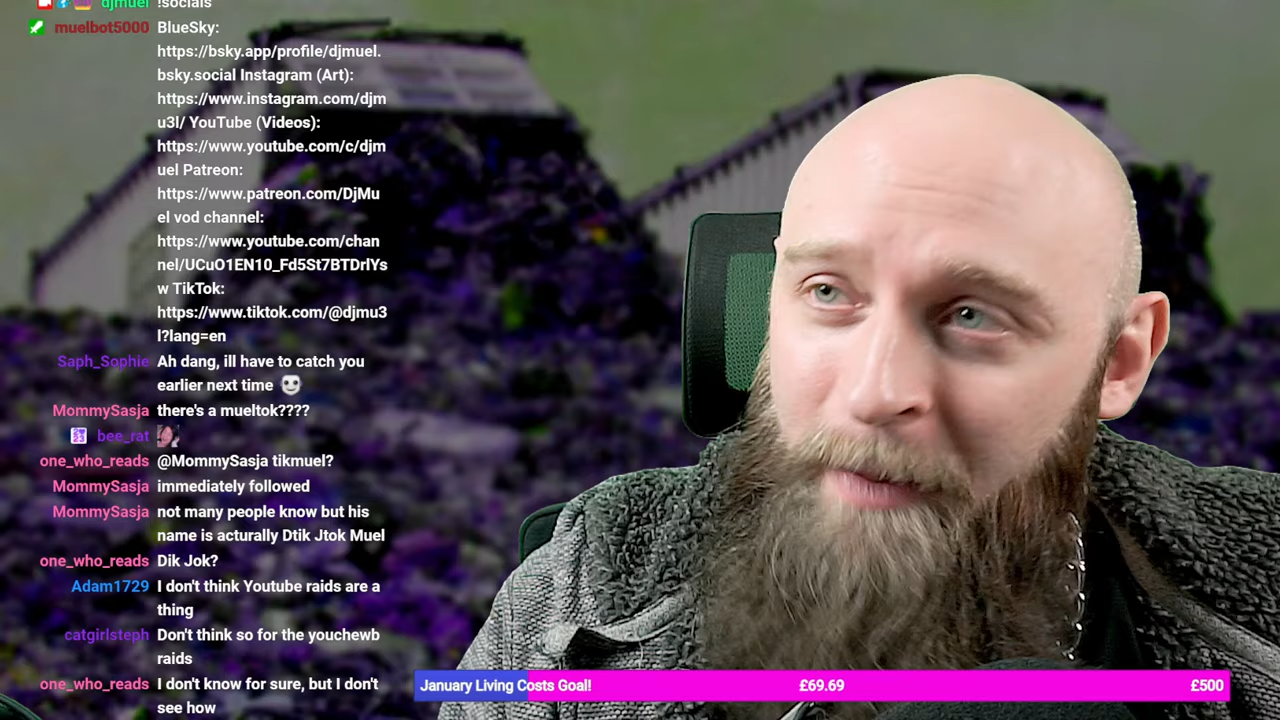 djmuel !socials
muelbot5000 BlueSky:
https://bsky.app/profile/djmuel.
bsky.social Instagram (Art):
https://www.instagram.com/djm
u3l/ YouTube (Videos):
https://www.youtube.com/c/djm
uel Patreon:
https://www.patreon.com/DjMu
el vod channel:
https://www.youtube.com/chan
nel/UCuO1EN10_Fd5St7BTDrlYs
w TikTok:
https://www.tiktok.com/@djmu3
l?lang=en
Saph_Sophie Ah dang, ill have to catch you
earlier next time
MommySasja there's a mueltok????
bee_rat
one_who_reads @MommySasja tikmuel?
MommySasja immediately followed
MommySasja not many people know but his
name is acturally Dtik Jtok Muel
one_who_reads Dik Jok?
Adam1729 I don't think Youtube raids are a
thing
catgirlsteph Don't think so for the youchewb
raids
one_who_reads I don't know for sure, but I don't
see how
January Living Costs Goal! £69.69 £500